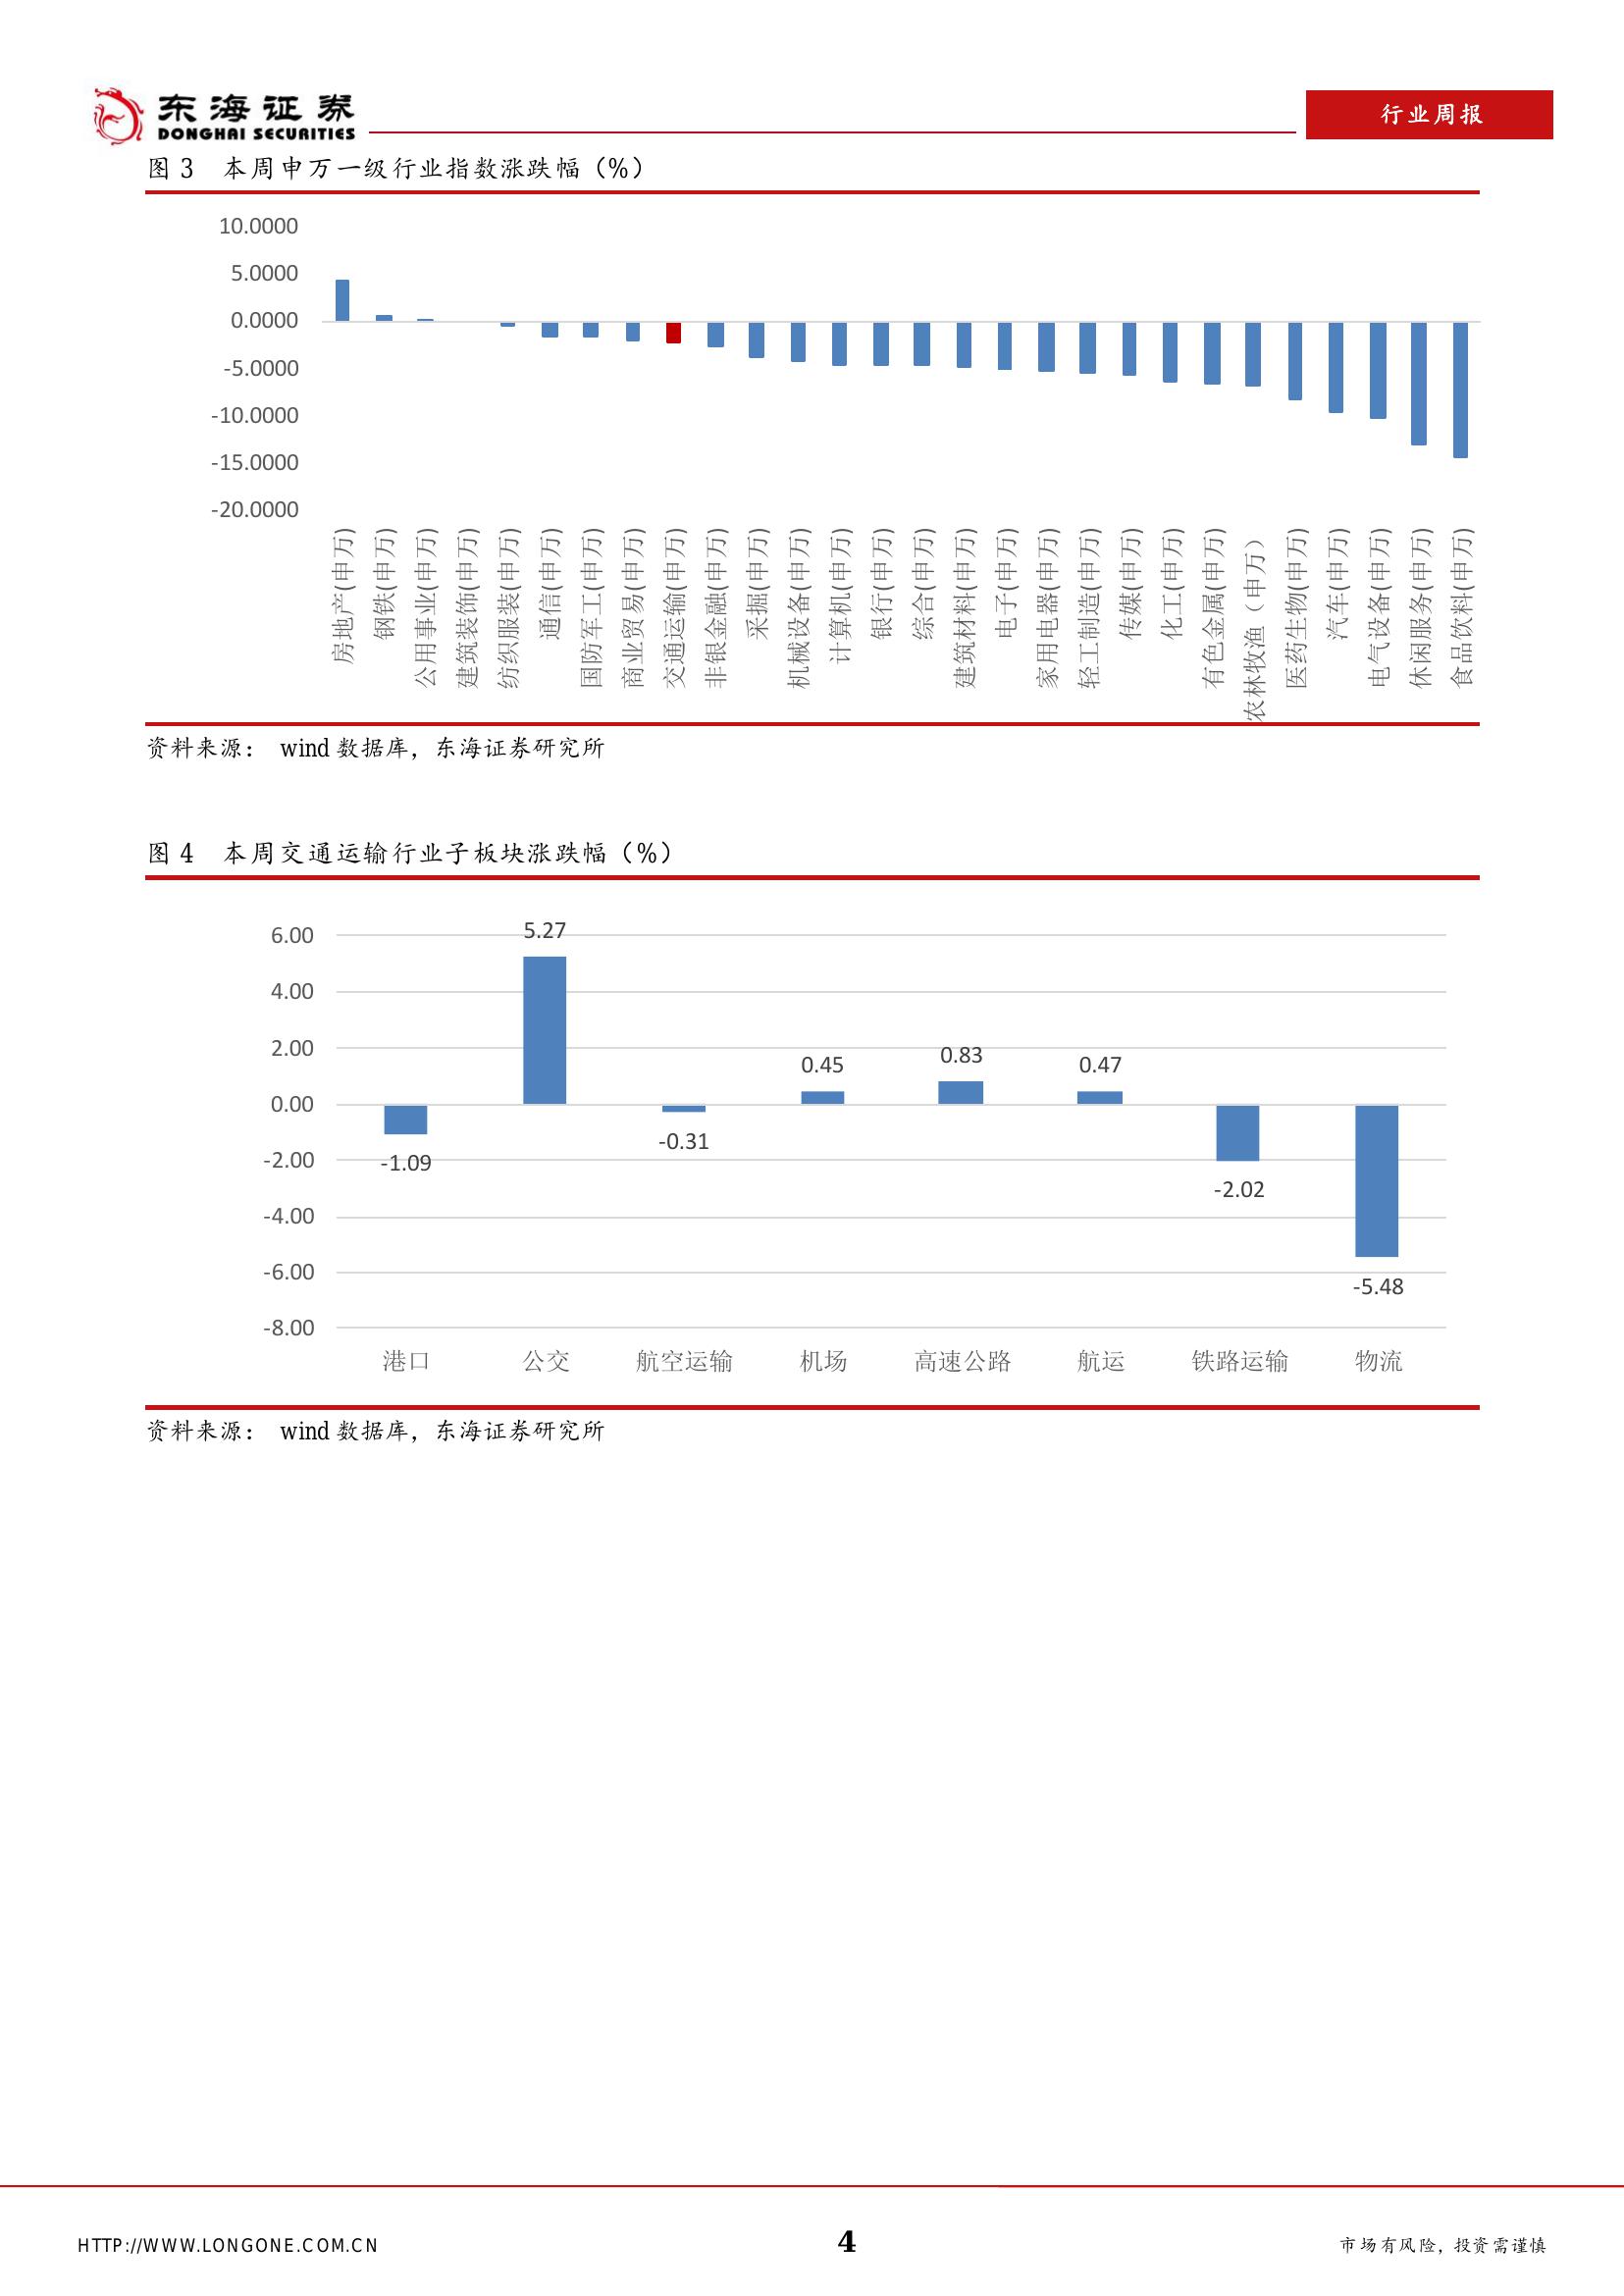 东海证券
DONGHAI SECURITIES
行业周报
图 3 本周申万一级行业指数涨跌幅（%）
10.0000
5.0000
0.0000
-5.0000
-10.0000
-15.0000
-20.0000
房地产(申万)
钢铁(申万)
公用事业(申万)
建筑装饰(申万)
纺织服装(申万)
通信(申万)
国防军工(申万)
商业贸易(申万)
交通运输(申万)
非银金融(申万)
采掘(申万)
机械设备(申万)
计算机(申万)
银行(申万)
综合(申万)
建筑材料(申万)
电子(申万)
家用电器(申万)
轻工制造(申万)
传媒(申万)
化工(申万)
有色金属(申万)
农林牧渔（申万）
医药生物(申万)
汽车(申万)
电气设备(申万)
休闲服务(申万)
食品饮料(申万)
资料来源： wind 数据库，东海证券研究所
图 4 本周交通运输行业子板块涨跌幅（%）
6.00
4.00
2.00
0.00
-2.00
-4.00
-6.00
-8.00
-1.09
5.27
-0.31
0.45
0.83
0.47
-2.02
-5.48
港口
公交
航空运输
机场
高速公路
航运
铁路运输
物流
资料来源： wind 数据库，东海证券研究所
HTTP://WWW.LONGONE.COM.CN
4
市场有风险，投资需谨慎